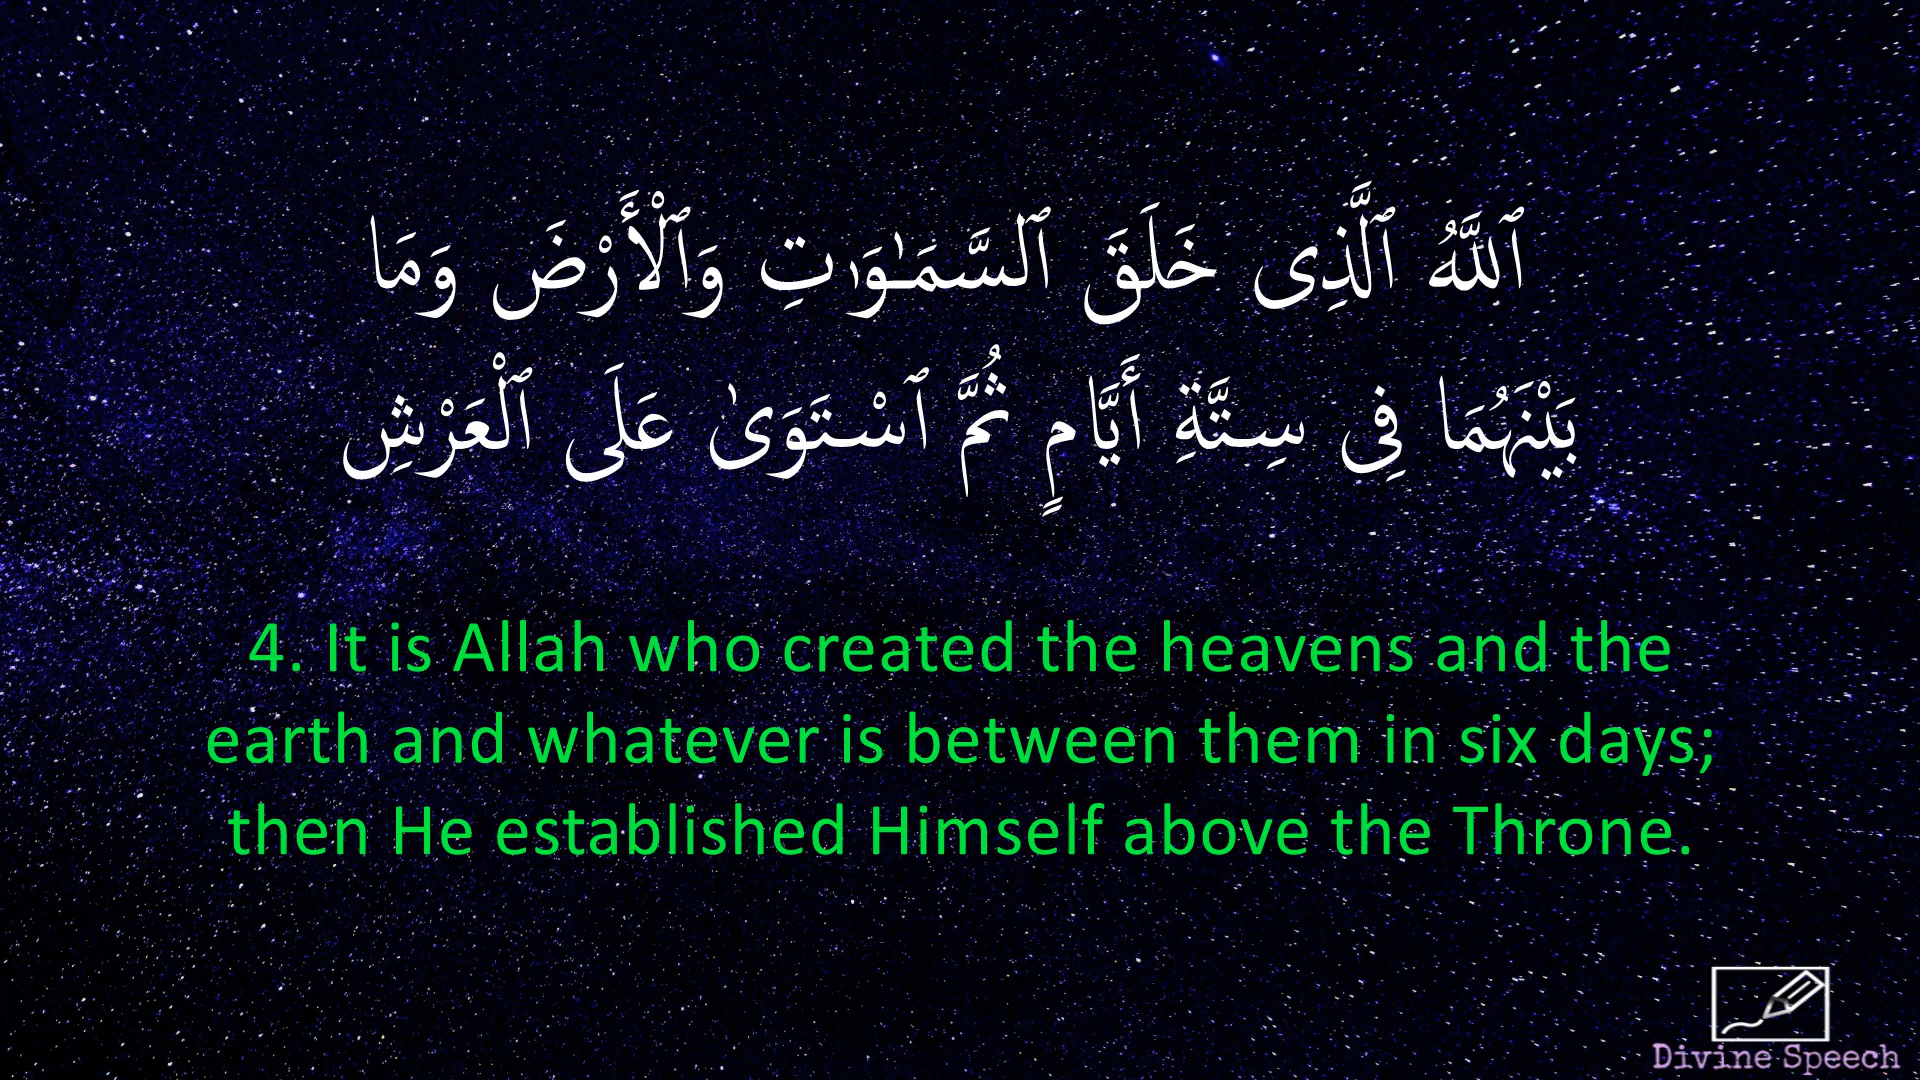 ٱللَّهُ ٱلَّذِى خَلَقَ ٱلسَّمَـٰوَٰتِ وَٱلْأَرْضَ وَمَا
بَيْنَهُمَا فِى سِتَّةِ أَيَّامٍ ثُمَّ ٱسْتَوَىٰ عَلَى ٱلْعَرْشِ
4. It is Allah who created the heavens and the
earth and whatever is between them in six days;
then He established Himself above the Throne.
Divine Speech